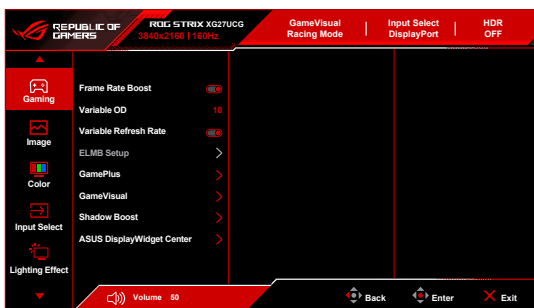 REPUBLIC OF
GAMERS
ROG STRIX XG27UCG
3840x2160 | 160Hz
GameVisual
Racing Mode
Input Select
DisplayPort
HDR
OFF
Gaming
Image
Color
Input Select
Lighting Effect
Frame Rate Boost
Variable OD 10
Variable Refresh Rate
ELMB Setup
GamePlus
GameVisual
Shadow Boost
ASUS DisplayWidget Center
Volume 50
Back
Enter
Exit